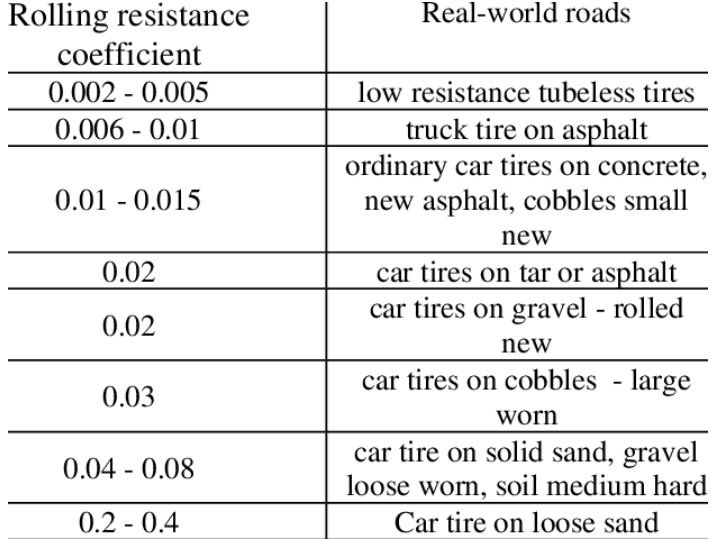 Rolling resistance
coefficient
Real-world roads
0.002 - 0.005
low resistance tubeless tires
0.006 - 0.01
truck tire on asphalt
0.01 - 0.015
ordinary car tires on concrete,
new asphalt, cobbles small
new
0.02
car tires on tar or asphalt
0.02
car tires on gravel - rolled
new
0.03
car tires on cobbles - large
worn
0.04 - 0.08
car tire on solid sand, gravel
loose worn, soil medium hard
0.2 - 0.4
Car tire on loose sand